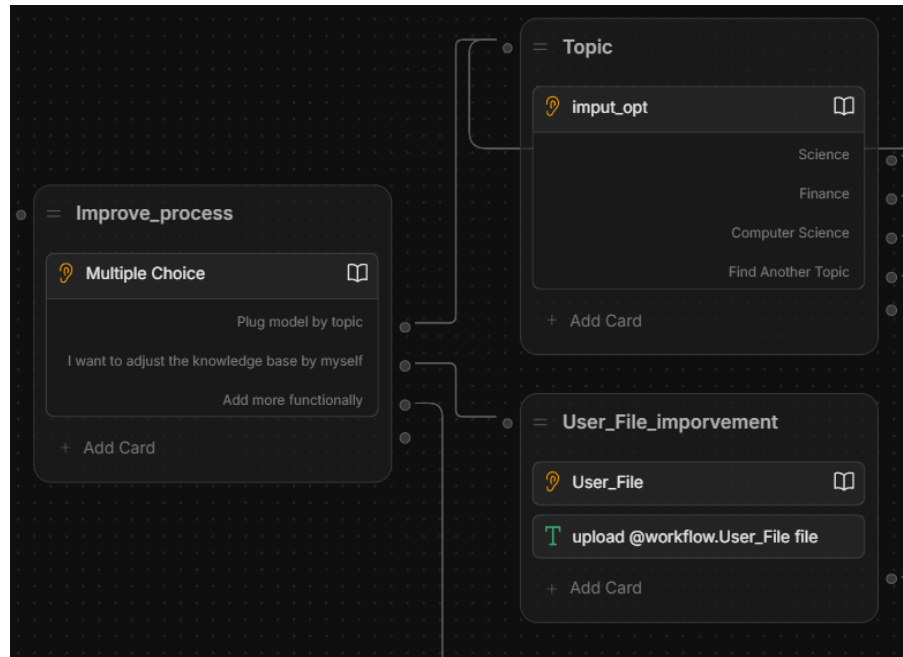 Topic
imput_opt
Science
Finance
Computer Science
Find Another Topic
+ Add Card
Improve_process
Multiple Choice
Plug model by topic
I want to adjust the knowledge base by myself
Add more functionally
+ Add Card
User_File_imporvement
User_File
T upload @workflow.User_File file
+ Add Card